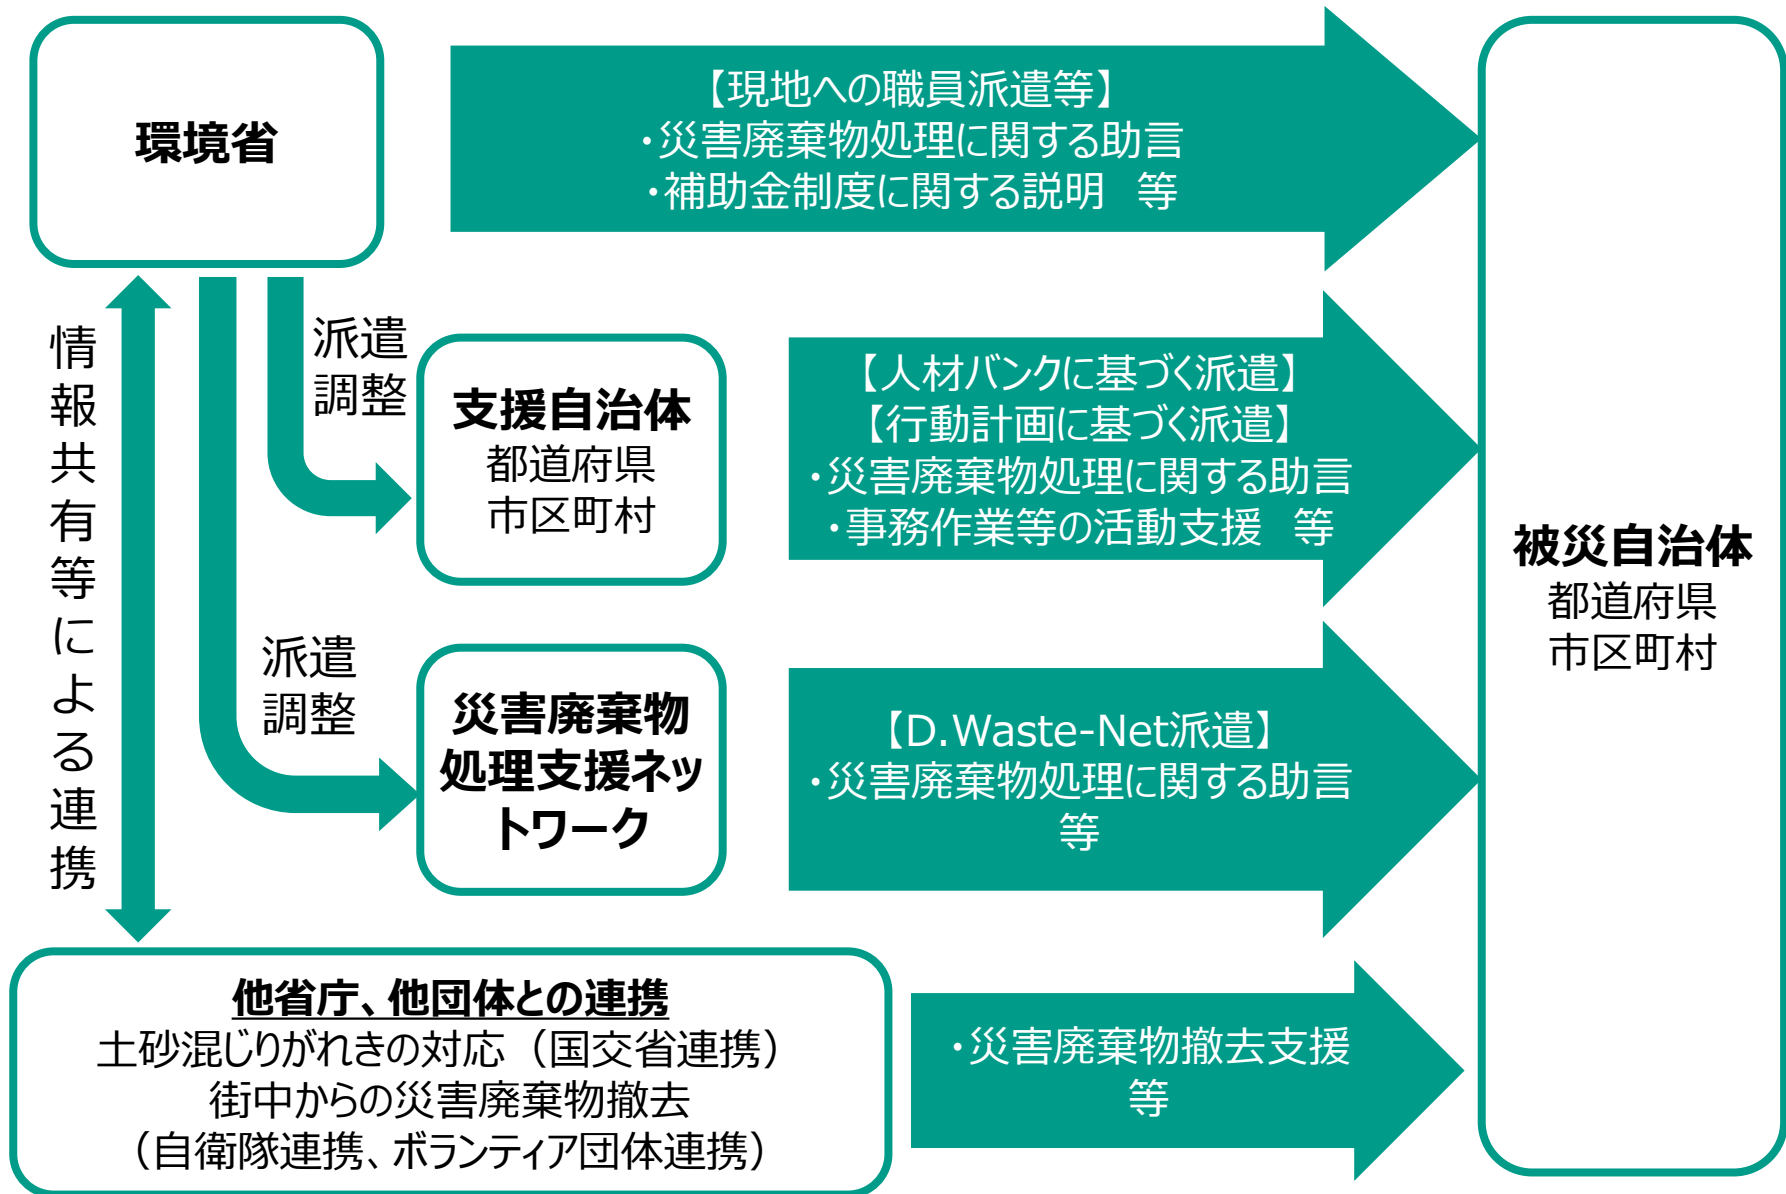 環境省
【現地への職員派遣等】
・災害廃棄物処理に関する助言
・補助金制度に関する説明　等
情報共有等による連携
派遣
調整
支援自治体
都道府県
市区町村
【人材バンクに基づく派遣】
【行動計画に基づく派遣】
・災害廃棄物処理に関する助言
・事務作業等の活動支援　等
被災自治体
都道府県
市区町村
派遣
調整
災害廃棄物
処理支援ネッ
トワーク
【D.Waste-Net派遣】
・災害廃棄物処理に関する助言
等
他省庁、他団体との連携
土砂混じりがれきの対応（国交省連携）
街中からの災害廃棄物撤去
（自衛隊連携、ボランティア団体連携）
・災害廃棄物撤去支援
等